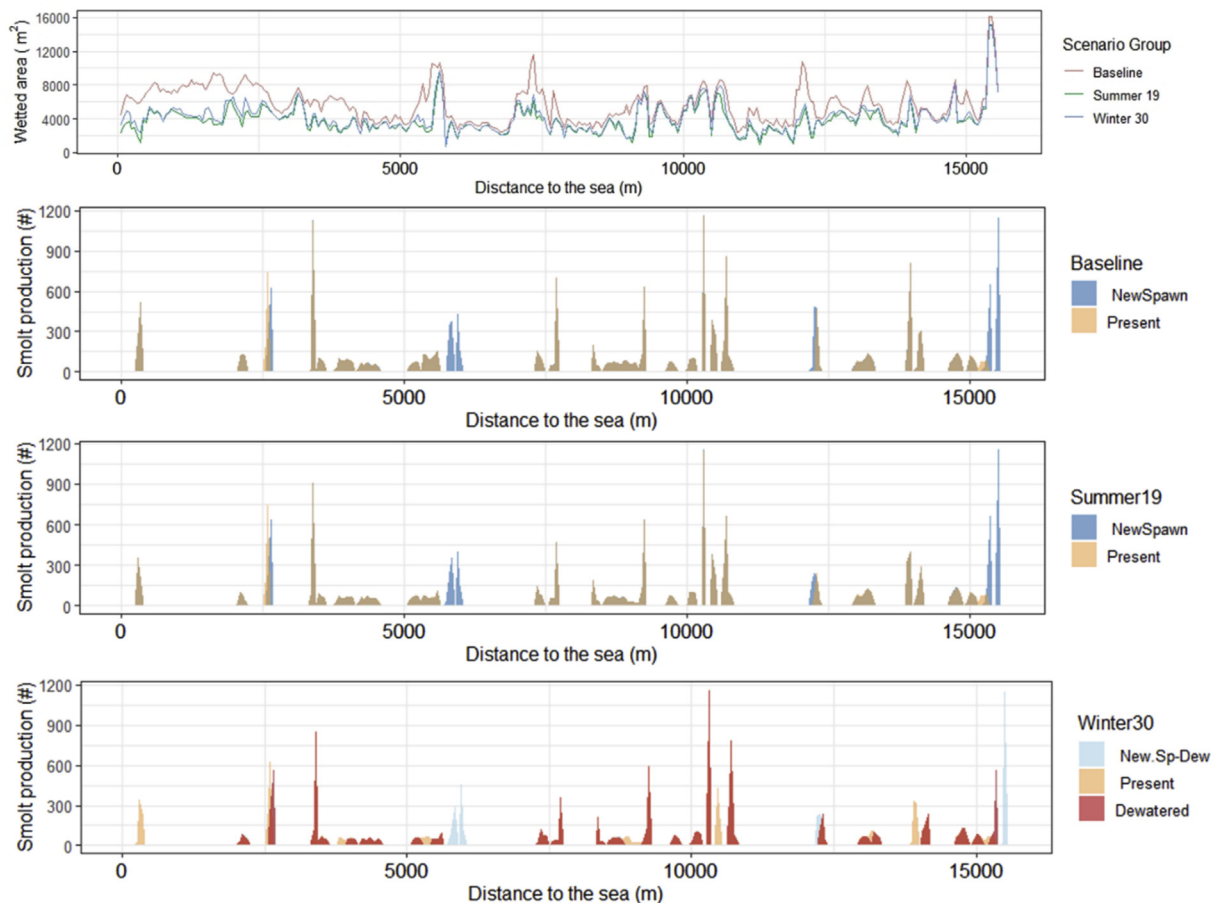 Wetted area ( m²)
16000
12000
8000
4000
0
0 5000 10000 15000
Disctance to the sea (m)
Scenario Group
Baseline
Summer 19
Winter 30
Smolt production (#)
1200
900
600
300
0
0 5000 10000 15000
Distance to the sea (m)
Baseline
NewSpawn
Present
Smolt production (#)
1200
900
600
300
0
0 5000 10000 15000
Distance to the sea (m)
Summer19
NewSpawn
Present
Smolt production (#)
1200
900
600
300
0
0 5000 10000 15000
Distance to the sea (m)
Winter30
New.Sp-Dew
Present
Dewatered